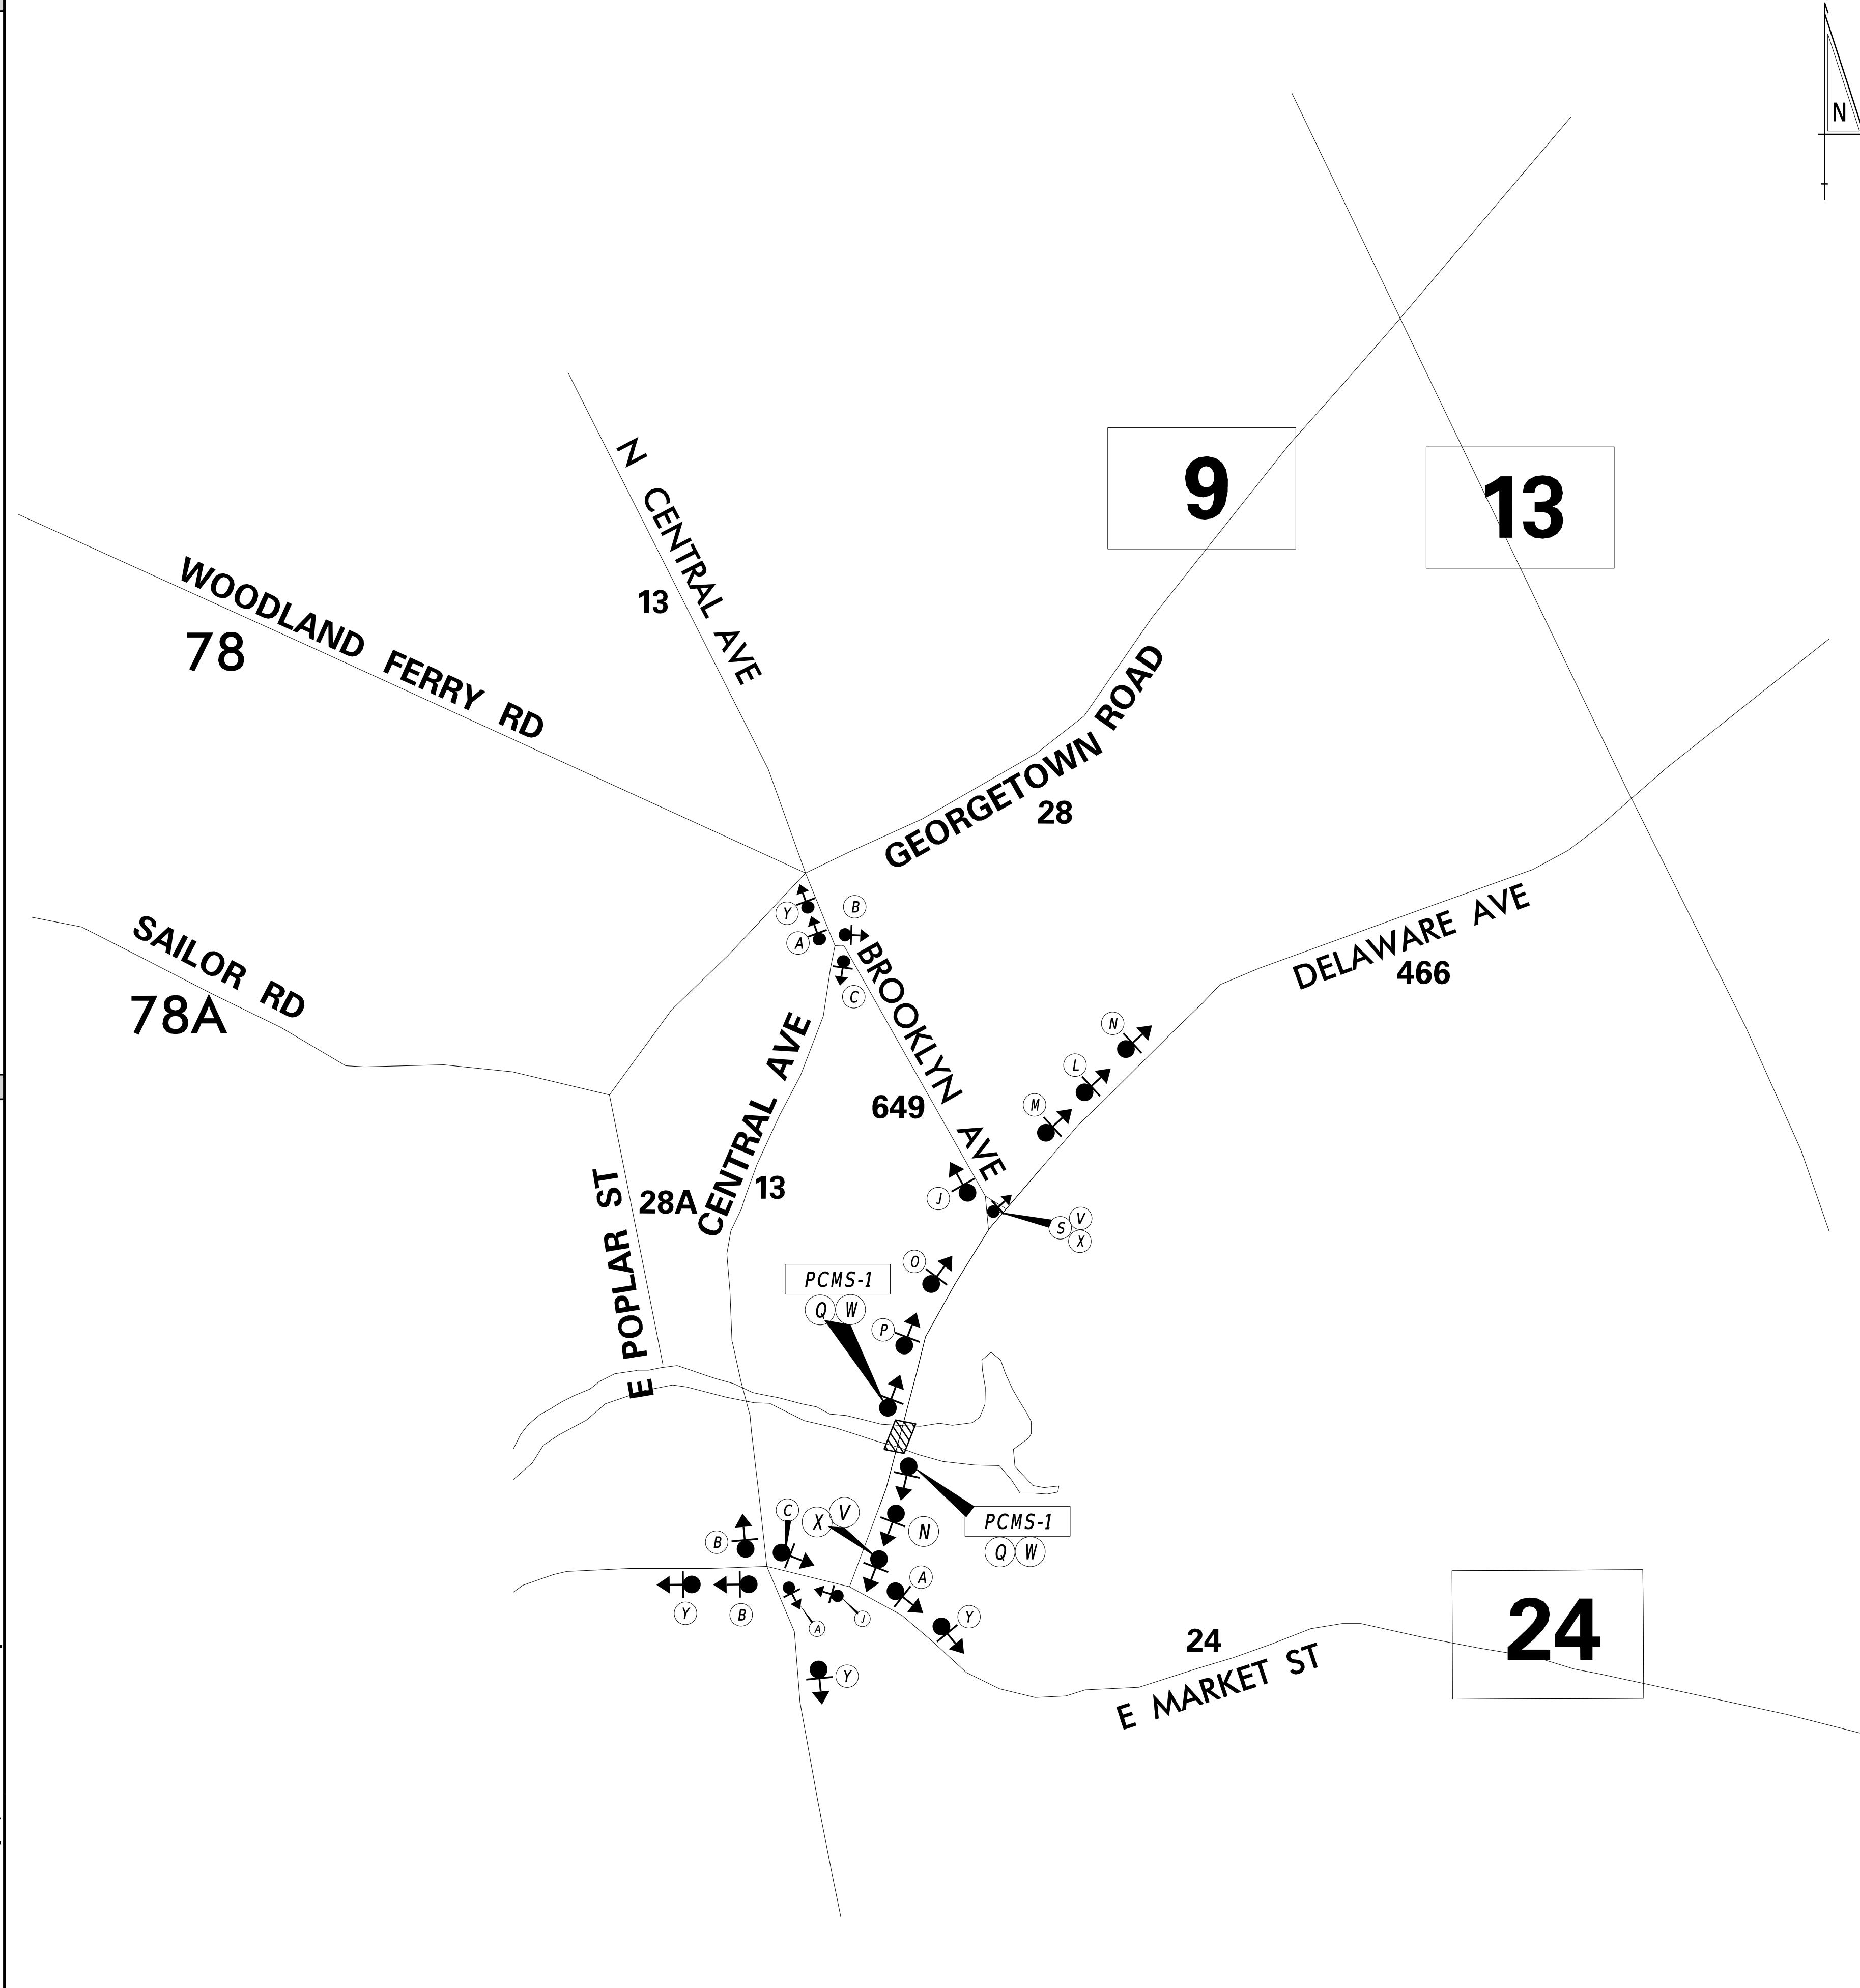 N
9
13
N CENTRAL AVE
13
WOODLAND FERRY RD
78
GEORGETOWN ROAD
28
SAILOR RD
78A
Y
B
A
C
BROOKLYN AVE
649
DELAWARE AVE
466
N
L
M
CENTRAL AVE
13
E POPLAR ST
28A
J
S
V
X
O
PCMS-1
Q
W
P
C
X
V
N
PCMS-1
Q
W
B
A
Y
B
A
J
Y
Y
24
E MARKET ST
24